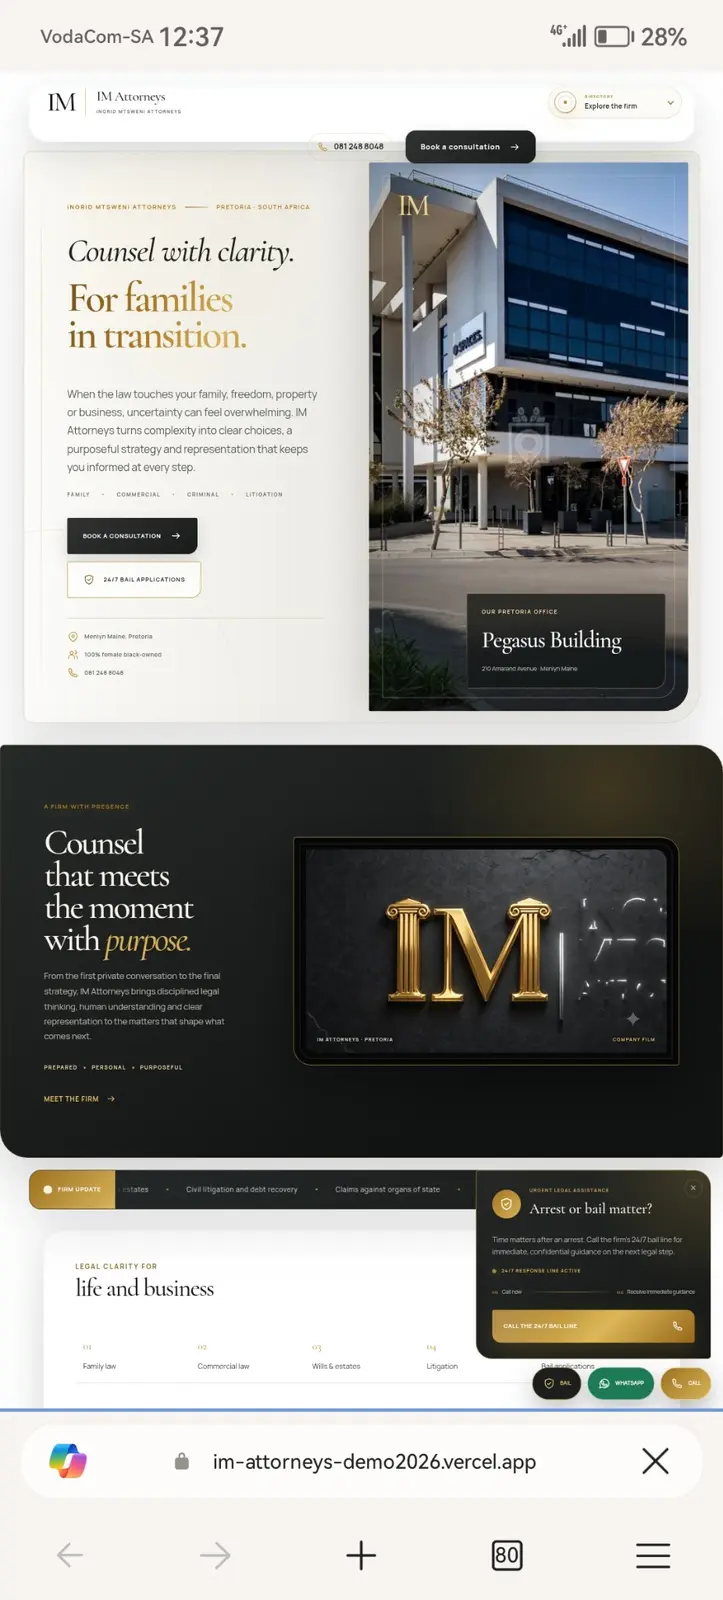 VodaCom-SA 12:37
4G+ 28%
IM
IM Attorneys
INGRID MTSWENI ATTORNEYS
DIRECTORY
Explore the firm
081 248 8048
Book a consultation →
INGRID MTSWENI ATTORNEYS
PRETORIA · SOUTH AFRICA
Counsel with clarity.
For families
in transition.
When the law touches your family, freedom, property
or business, uncertainty can feel overwhelming. IM
Attorneys turns complexity into clear choices, a
purposeful strategy and representation that keeps
you informed at every step.
FAMILY · COMMERCIAL · CRIMINAL · LITIGATION
BOOK A CONSULTATION →
24/7 BAIL APPLICATIONS
Menlyn Maine, Pretoria
100% female black-owned
081 248 8048
IM
OUR PRETORIA OFFICE
Pegasus Building
210 Amarand Avenue · Menlyn Maine
A FIRM WITH PRESENCE
Counsel
that meets
the moment
with purpose.
From the first private conversation to the final
strategy, IM Attorneys brings disciplined legal
thinking, human understanding and clear
representation to the matters that shape what
comes next.
PREPARED • PERSONAL • PURPOSEFUL
MEET THE FIRM →
IM
IM ATTORNEYS · PRETORIA
COMPANY FILM
FIRM UPDATE
estates • Civil litigation and debt recovery • Claims against organs of state •
URGENT LEGAL ASSISTANCE
Arrest or bail matter?
Time matters after an arrest. Call the firm's 24/7 bail line for
immediate, confidential guidance on the next legal step.
24/7 RESPONSE LINE ACTIVE
01 Call now
02 Receive immediate guidance
CALL THE 24/7 BAIL LINE
LEGAL CLARITY FOR
life and business
01
Family law
02
Commercial law
03
Wills & estates
04
Litigation
Bail applications
BAIL
WHATSAPP
CALL
im-attorneys-demo2026.vercel.app
80